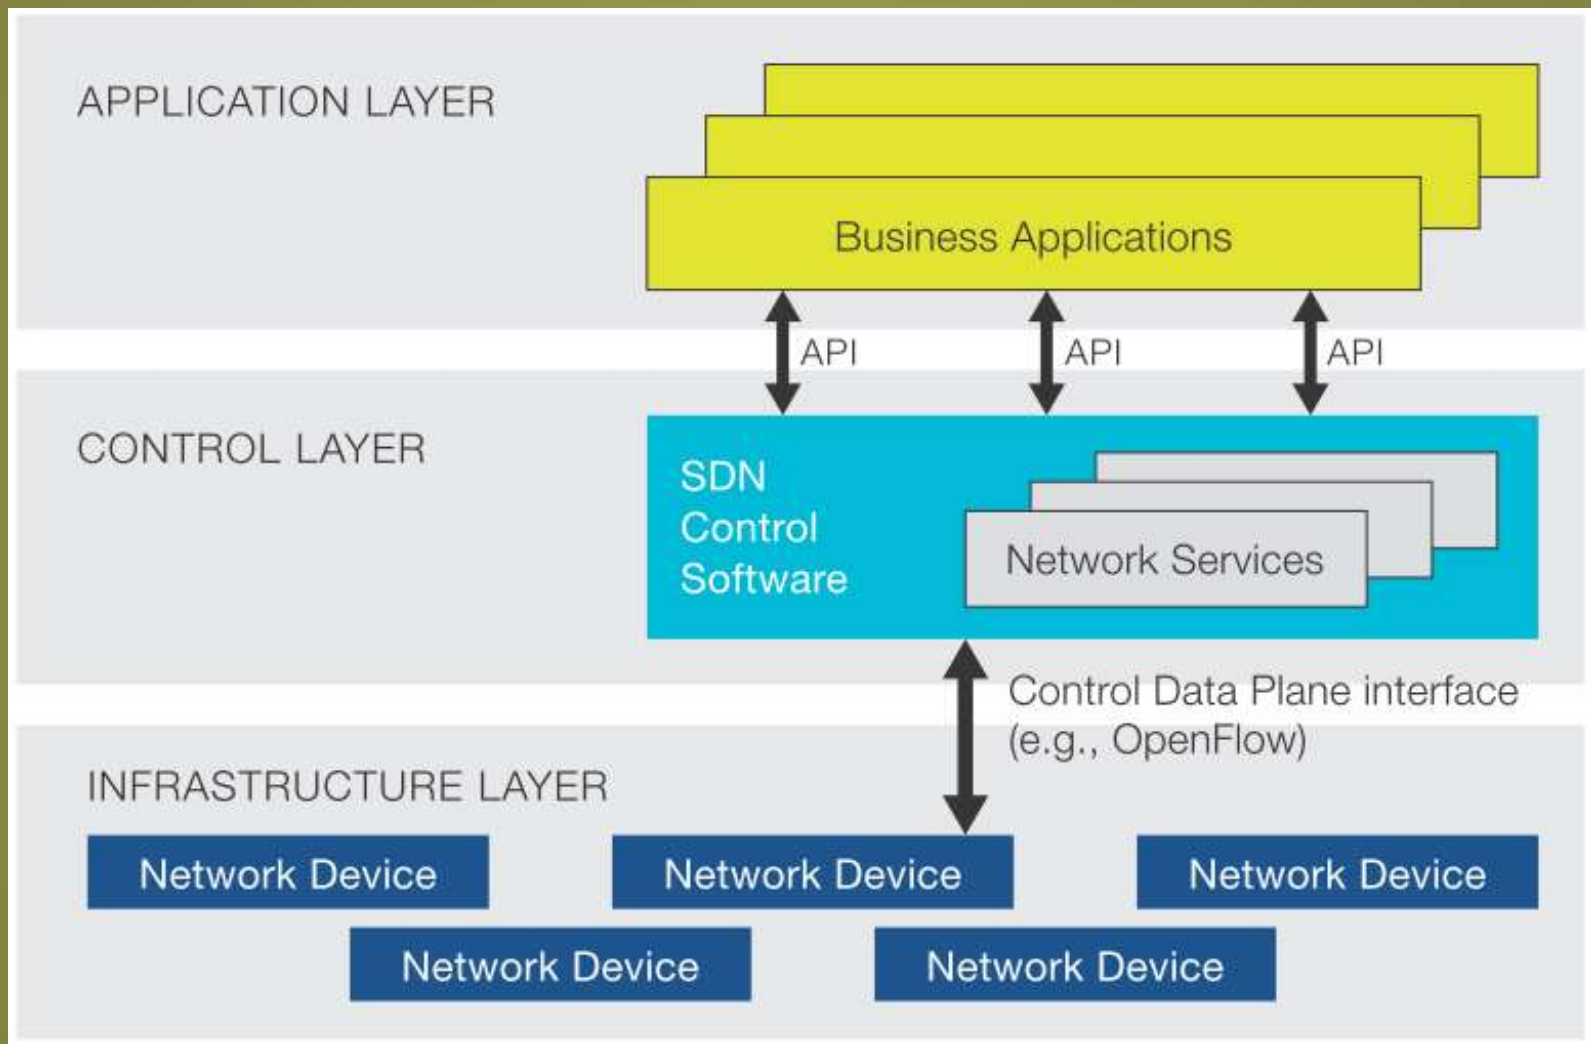 APPLICATION LAYER
Business Applications
API
API
API
CONTROL LAYER
SDN
Control
Software
Network Services
Control Data Plane interface
(e.g., OpenFlow)
INFRASTRUCTURE LAYER
Network Device
Network Device
Network Device
Network Device
Network Device